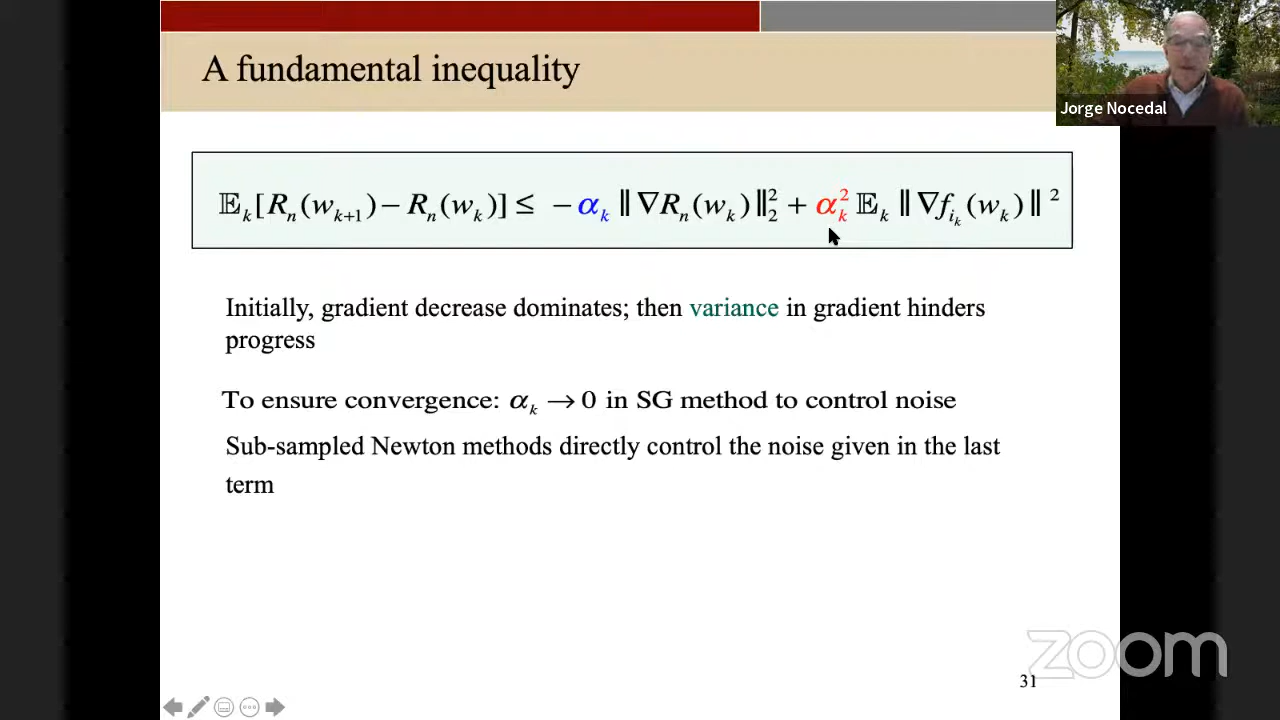 A fundamental inequality
Jorge Nocedal
𝔼ₖ[Rₙ(wₖ₊₁) − Rₙ(wₖ)] ≤ −αₖ ‖∇Rₙ(wₖ)‖₂² + αₖ² 𝔼ₖ ‖∇f_{iₖ}(wₖ)‖²
Initially, gradient decrease dominates; then variance in gradient hinders
progress
To ensure convergence: αₖ → 0 in SG method to control noise
Sub-sampled Newton methods directly control the noise given in the last
term
zoom
31